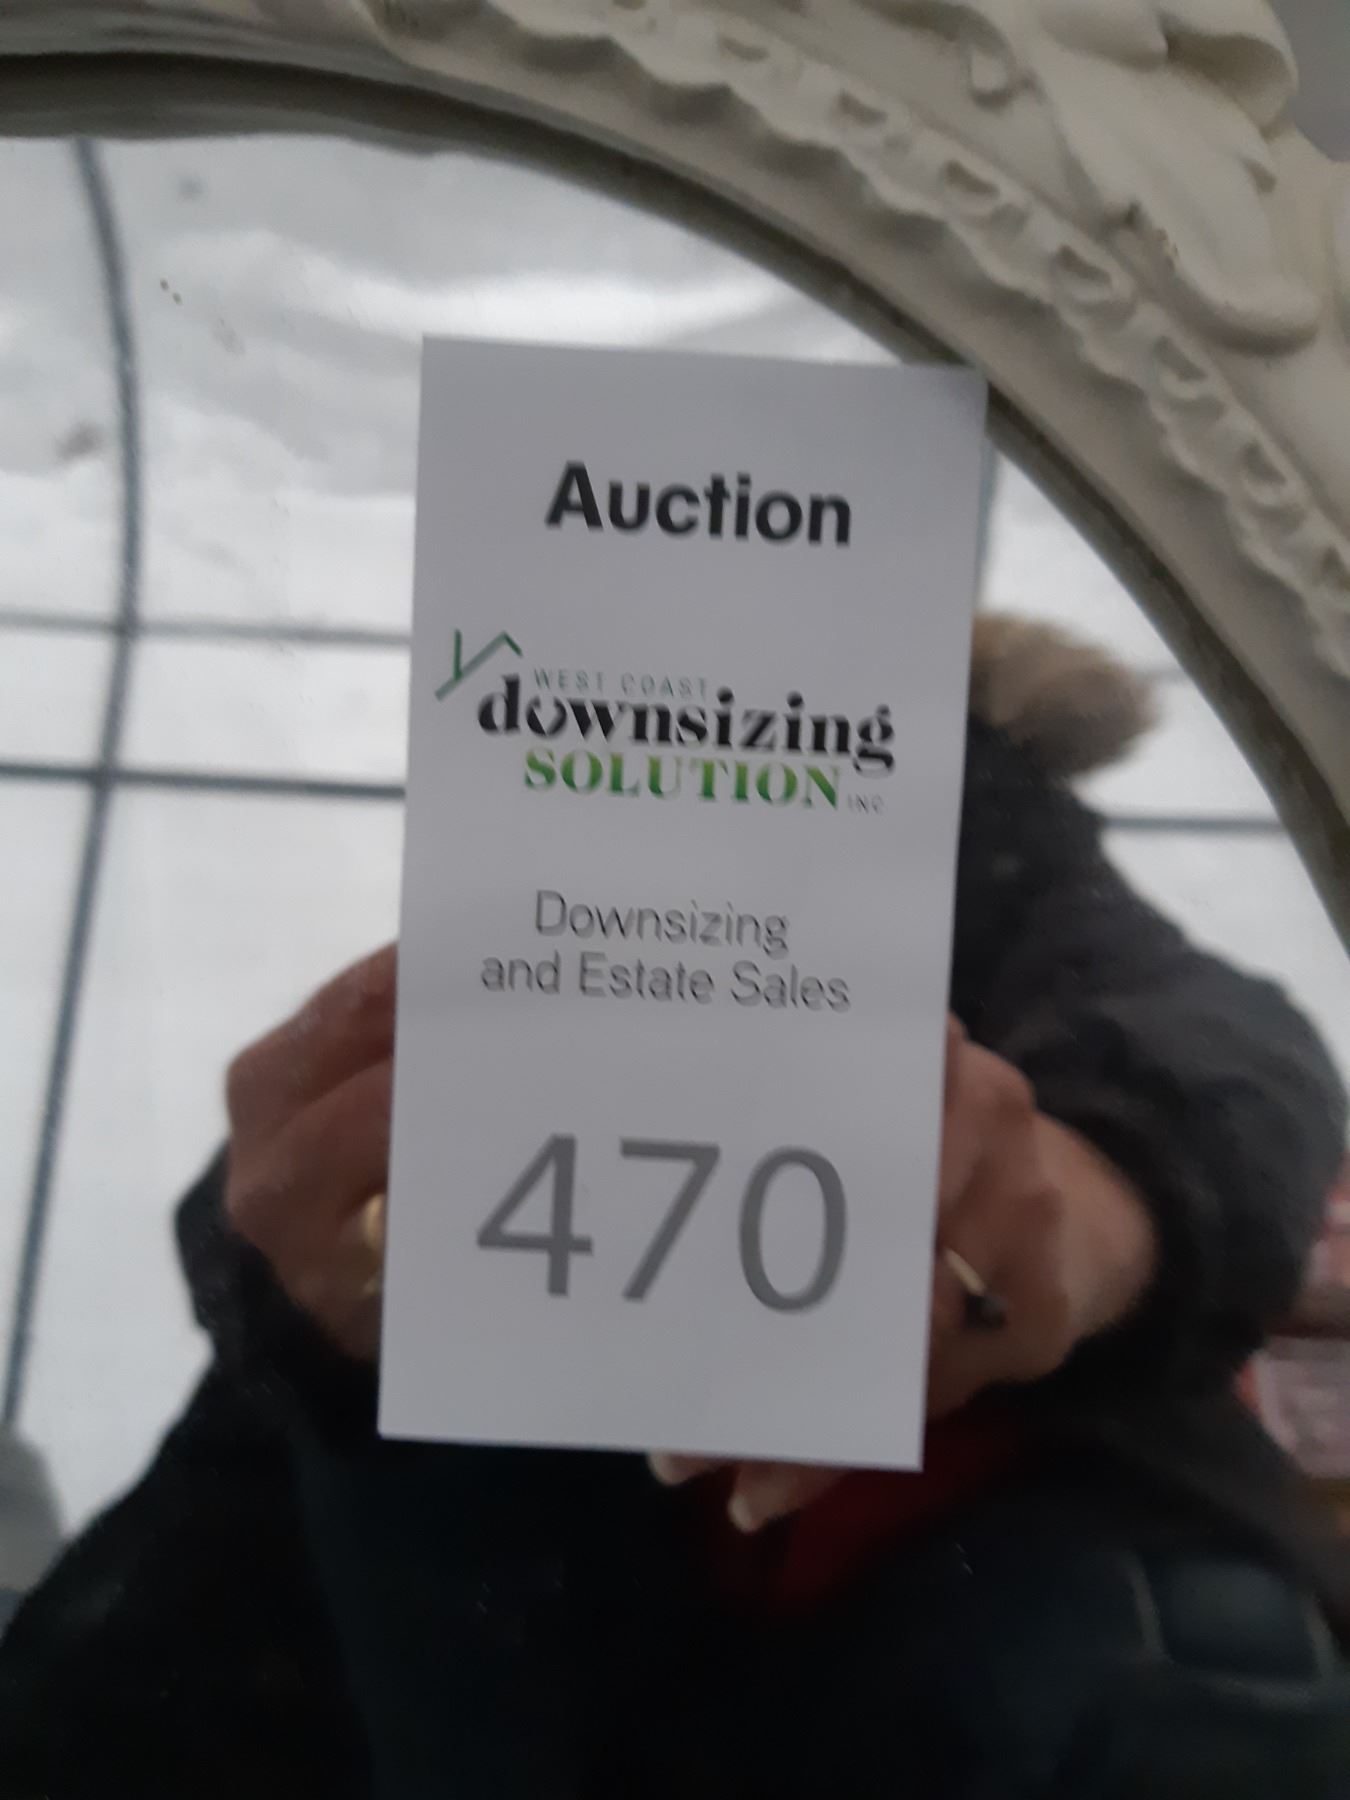 Auction
WEST COAST
downsizing
SOLUTION INC
Downsizing
and Estate Sales
470